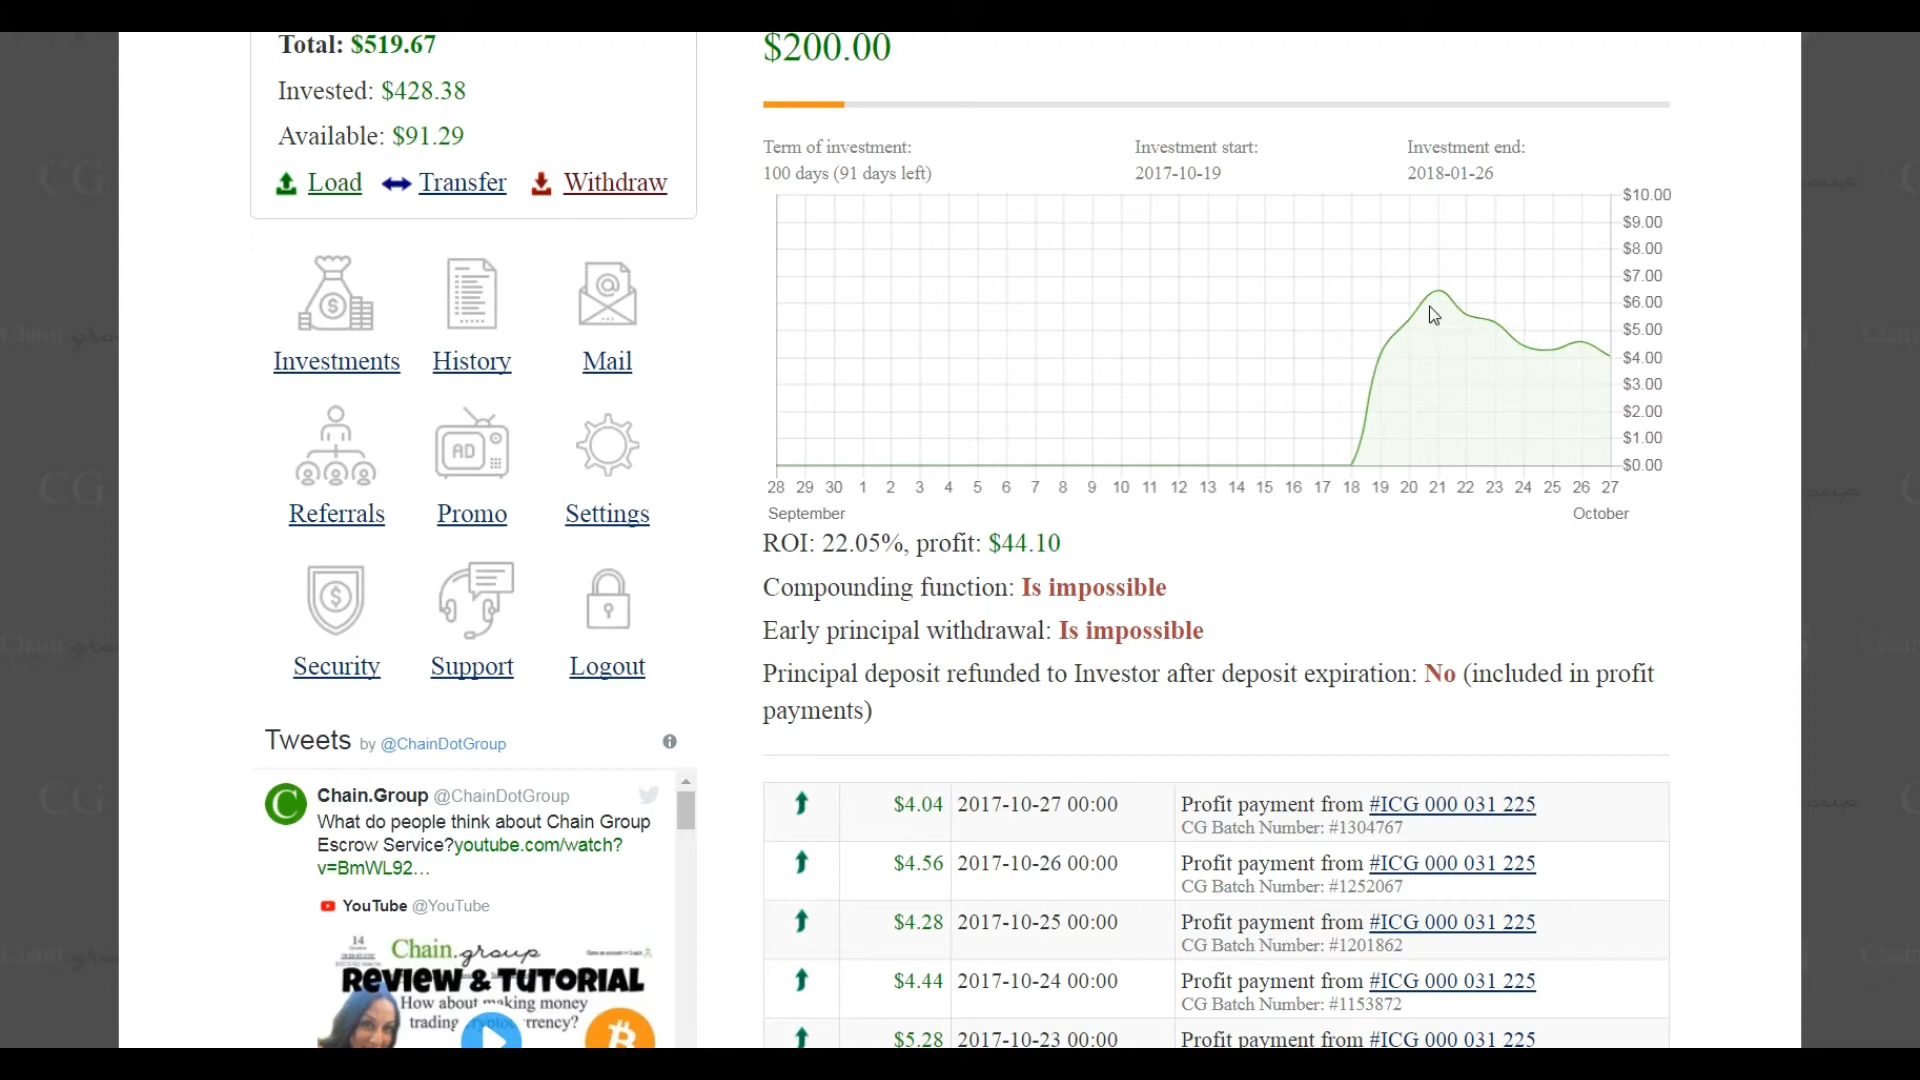 Total: $519.67
Invested: $428.38
Available: $91.29
Load Transfer Withdraw
Investments History Mail
Referrals Promo Settings
Security Support Logout
AD
Tweets by @ChainDotGroup
Chain.Group @ChainDotGroup
What do people think about Chain Group
Escrow Service?youtube.com/watch?
v=BmWL92…
YouTube @YouTube
14
Chain.group
REVIEW & TUTORIAL
How about making money
trading
$200.00
Term of investment:
100 days (91 days left)
Investment start:
2017-10-19
Investment end:
2018-01-26
$10.00
$9.00
$8.00
$7.00
$6.00
$5.00
$4.00
$3.00
$2.00
$1.00
$0.00
28 29 30 1 2 3 4 5 6 7 8 9 10 11 12 13 14 15 16 17 18 19 20 21 22 23 24 25 26 27
September October
ROI: 22.05%, profit: $44.10
Compounding function: Is impossible
Early principal withdrawal: Is impossible
Principal deposit refunded to Investor after deposit expiration: No (included in profit
payments)
$4.04 2017-10-27 00:00 Profit payment from #ICG 000 031 225
CG Batch Number: #1304767
$4.56 2017-10-26 00:00 Profit payment from #ICG 000 031 225
CG Batch Number: #1252067
$4.28 2017-10-25 00:00 Profit payment from #ICG 000 031 225
CG Batch Number: #1201862
$4.44 2017-10-24 00:00 Profit payment from #ICG 000 031 225
CG Batch Number: #1153872
$5.28 2017-10-23 00:00 Profit payment from #ICG 000 031 225